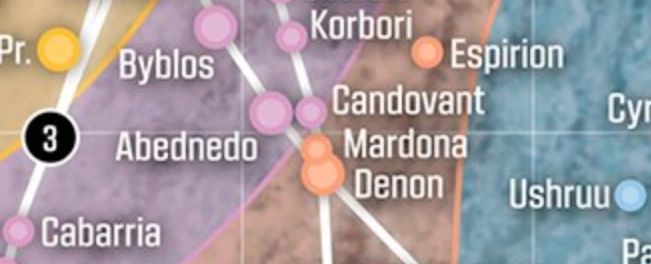 Korbori
Pr.
Espirion
Byblos
Candovant
Cyr
3
Abednedo
Mardona
Denon
Ushruu
Cabarria
Pa